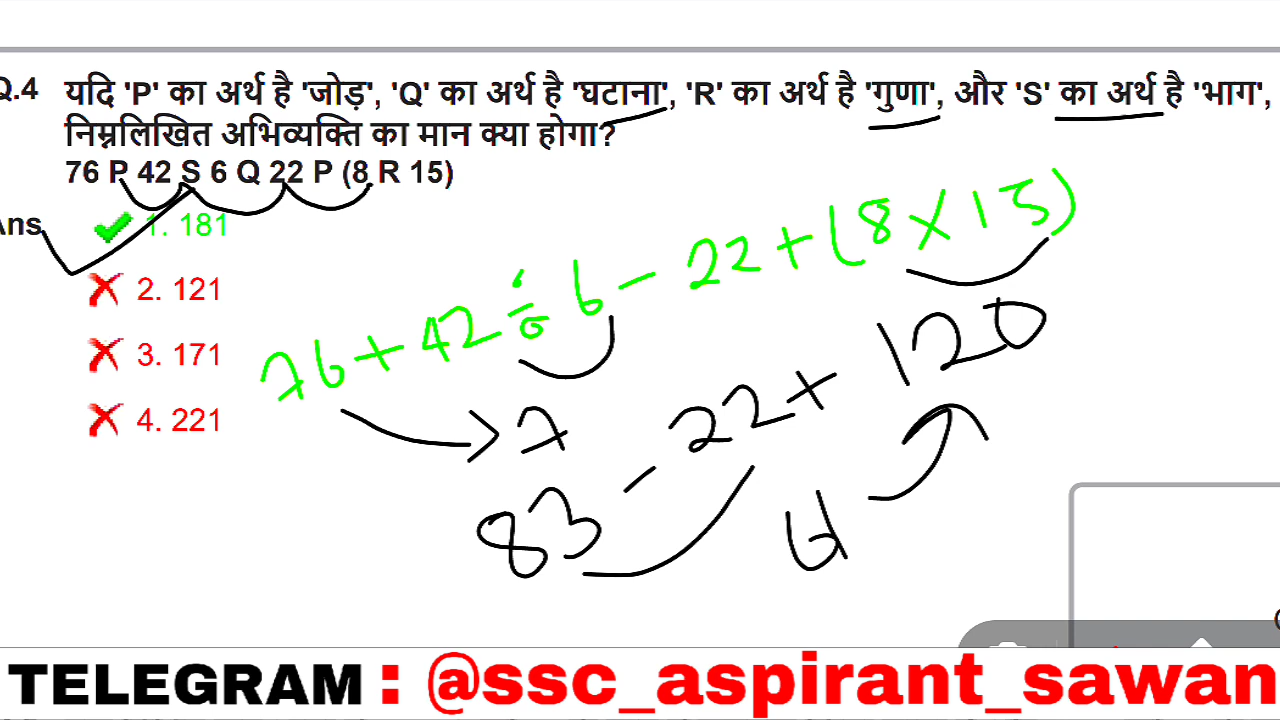 Q.4 यदि 'P' का अर्थ है 'जोड़', 'Q' का अर्थ है 'घटाना', 'R' का अर्थ है 'गुणा', और 'S' का अर्थ है 'भाग',
निम्नलिखित अभिव्यक्ति का मान क्या होगा?
76 P 42 S 6 Q 22 P (8 R 15)
Ans
1. 181
2. 121
3. 171
4. 221
76 + 42 ÷ 6 - 22 + (8 × 15)
7 - 22 + 120
83
61
TELEGRAM : @ssc_aspirant_sawan